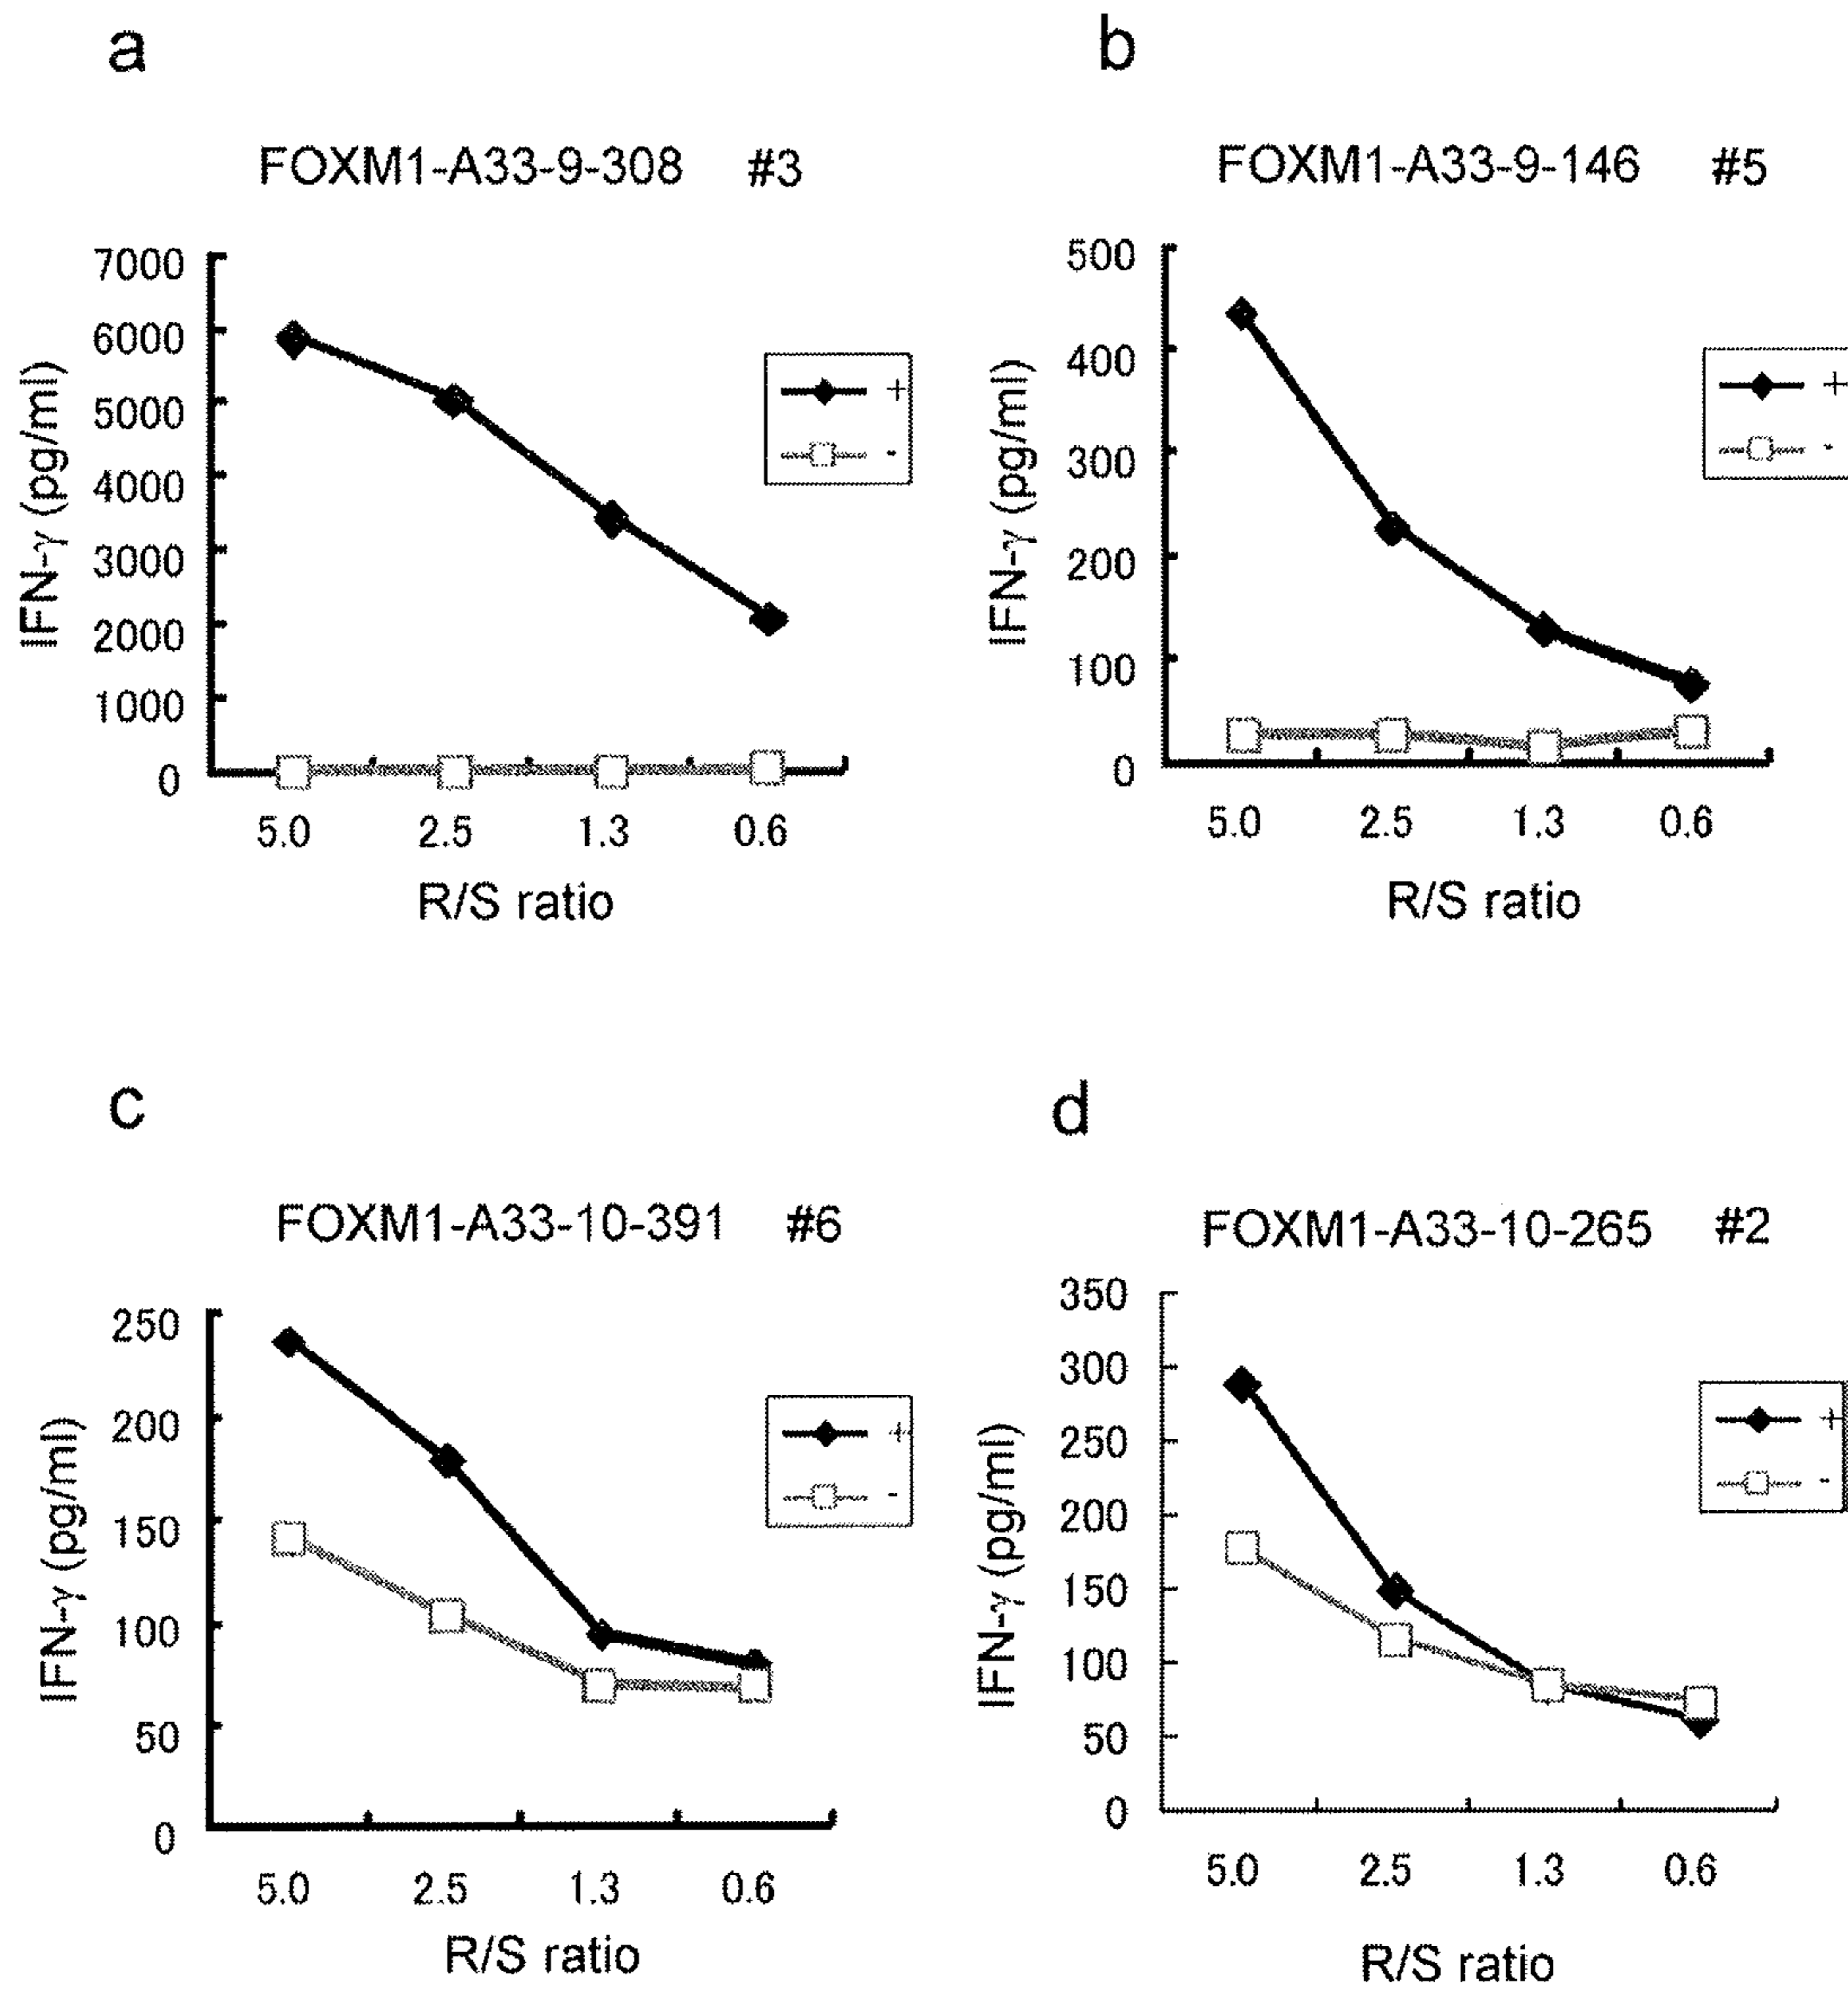 a
FOXM1-A33-9-308 #3
IFN-γ (pg/ml)
7000
6000
5000
4000
3000
2000
1000
0
5.0 2.5 1.3 0.6
R/S ratio
+
-
b
FOXM1-A33-9-146 #5
IFN-γ (pg/ml)
500
400
300
200
100
0
5.0 2.5 1.3 0.6
R/S ratio
+
-
c
FOXM1-A33-10-391 #6
IFN-γ (pg/ml)
250
200
150
100
50
0
5.0 2.5 1.3 0.6
R/S ratio
+
-
d
FOXM1-A33-10-265 #2
IFN-γ (pg/ml)
350
300
250
200
150
100
50
0
5.0 2.5 1.3 0.6
R/S ratio
+
-